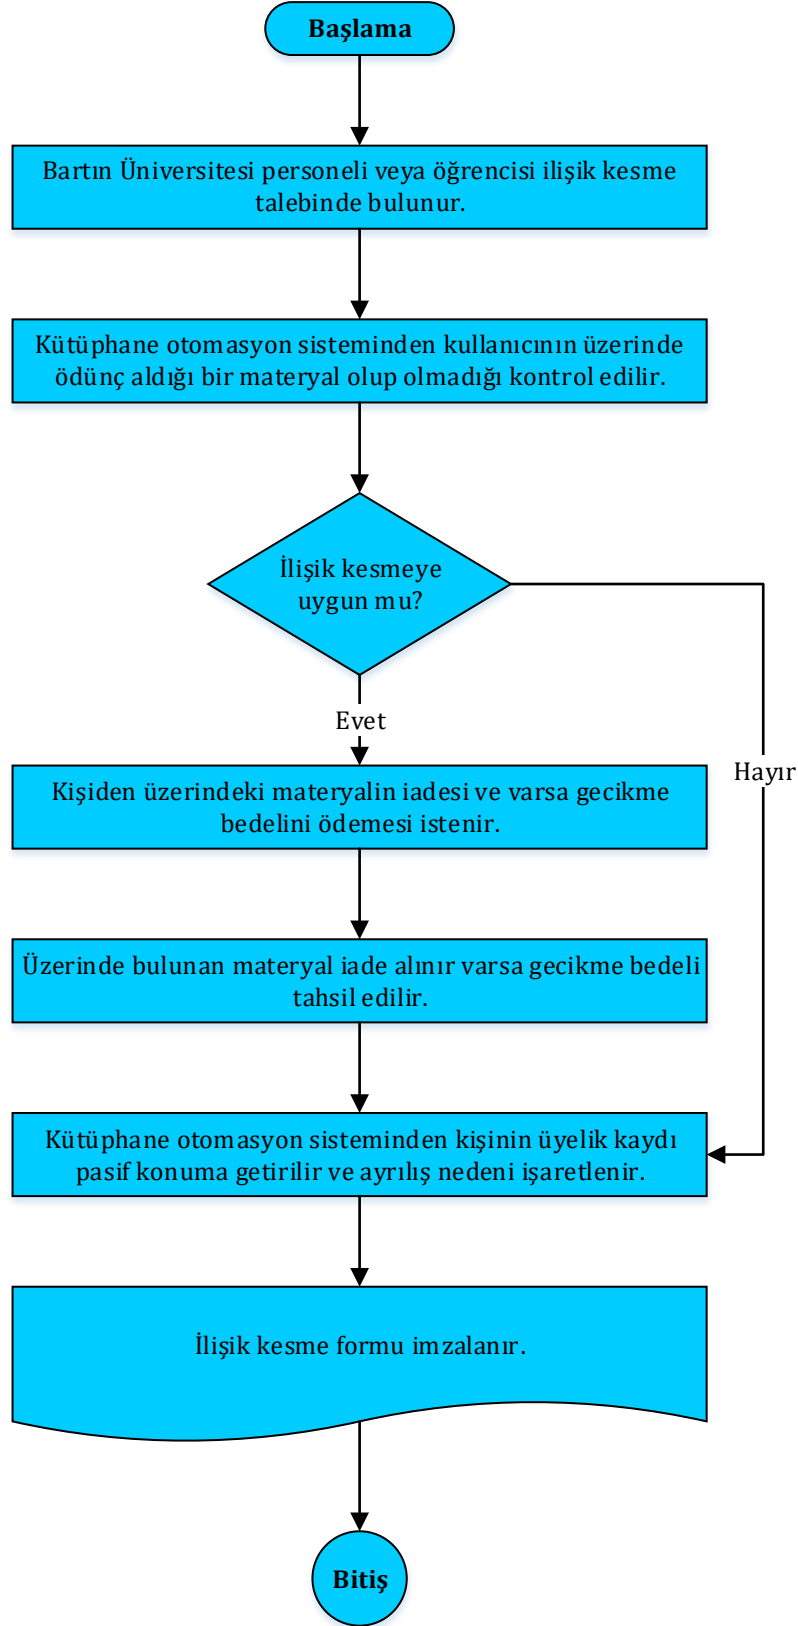 Başlama
Bartın Üniversitesi personeli veya öğrencisi ilişik kesme
talebinde bulunur.
Kütüphane otomasyon sisteminden kullanıcının üzerinde
ödünç aldığı bir materyal olup olmadığı kontrol edilir.
İlişik kesmeye
uygun mu?
Evet
Hayır
Kişiden üzerindeki materyalin iadesi ve varsa gecikme
bedelini ödemesi istenir.
Üzerinde bulunan materyal iade alınır varsa gecikme bedeli
tahsil edilir.
Kütüphane otomasyon sisteminden kişinin üyelik kaydı
pasif konuma getirilir ve ayrılış nedeni işaretlenir.
İlişik kesme formu imzalanır.
Bitiş